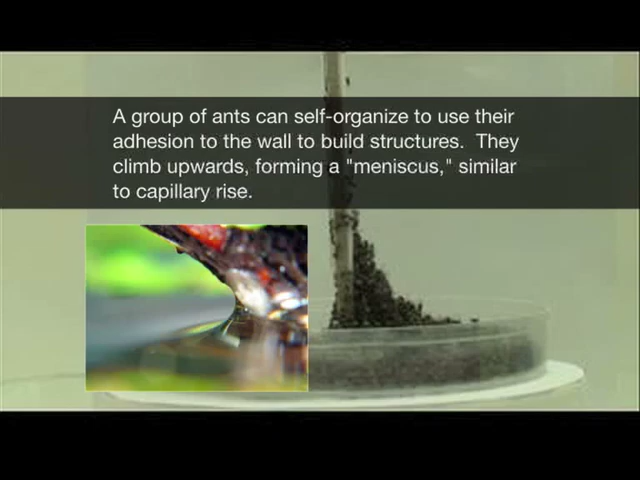 A group of ants can self-organize to use their
adhesion to the wall to build structures.  They
climb upwards, forming a "meniscus," similar
to capillary rise.